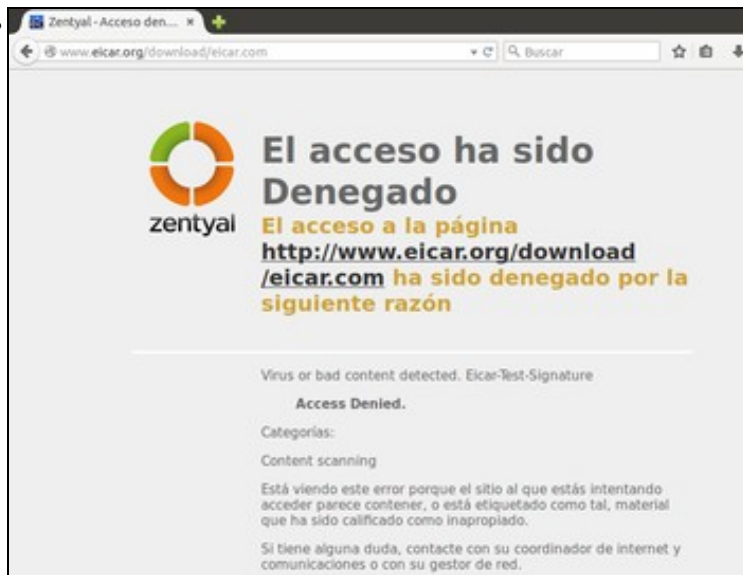 Zentyal - Acceso den...
www.eicar.org/download/eicar.com
Buscar
zentyal
El acceso ha sido
Denegado
El acceso a la página
http://www.eicar.org/download
/eicar.com ha sido denegado por la
siguiente razón
Virus or bad content detected. Eicar-Test-Signature
Access Denied.
Categorías:
Content scanning
Está viendo este error porque el sitio al que estás intentando
acceder parece contener, o está etiquetado como tal, material
que ha sido calificado como inapropiado.
Si tiene alguna duda, contacte con su coordinador de internet y
comunicaciones o con su gestor de red.